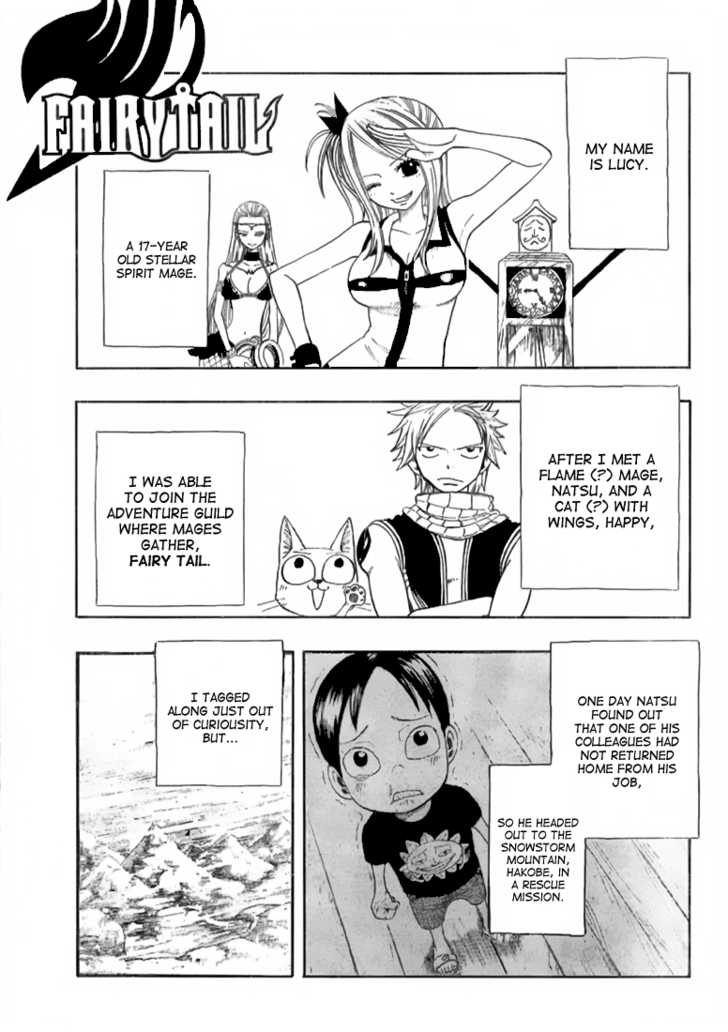 FAIRY TAIL
MY NAME
IS LUCY.
A 17-YEAR
OLD STELLAR
SPIRIT MAGE.
AFTER I MET A
FLAME (?) MAGE,
NATSU, AND A
CAT (?) WITH
WINGS, HAPPY,
I WAS ABLE
TO JOIN THE
ADVENTURE GUILD
WHERE MAGES
GATHER,
FAIRY TAIL.
ONE DAY NATSU
FOUND OUT
THAT ONE OF HIS
COLLEAGUES HAD
NOT RETURNED
HOME FROM HIS
JOB,
SO HE HEADED
OUT TO THE
SNOWSTORM
MOUNTAIN,
HAKOBE, IN
A RESCUE
MISSION.
I TAGGED
ALONG JUST OUT
OF CURIOUSITY,
BUT...